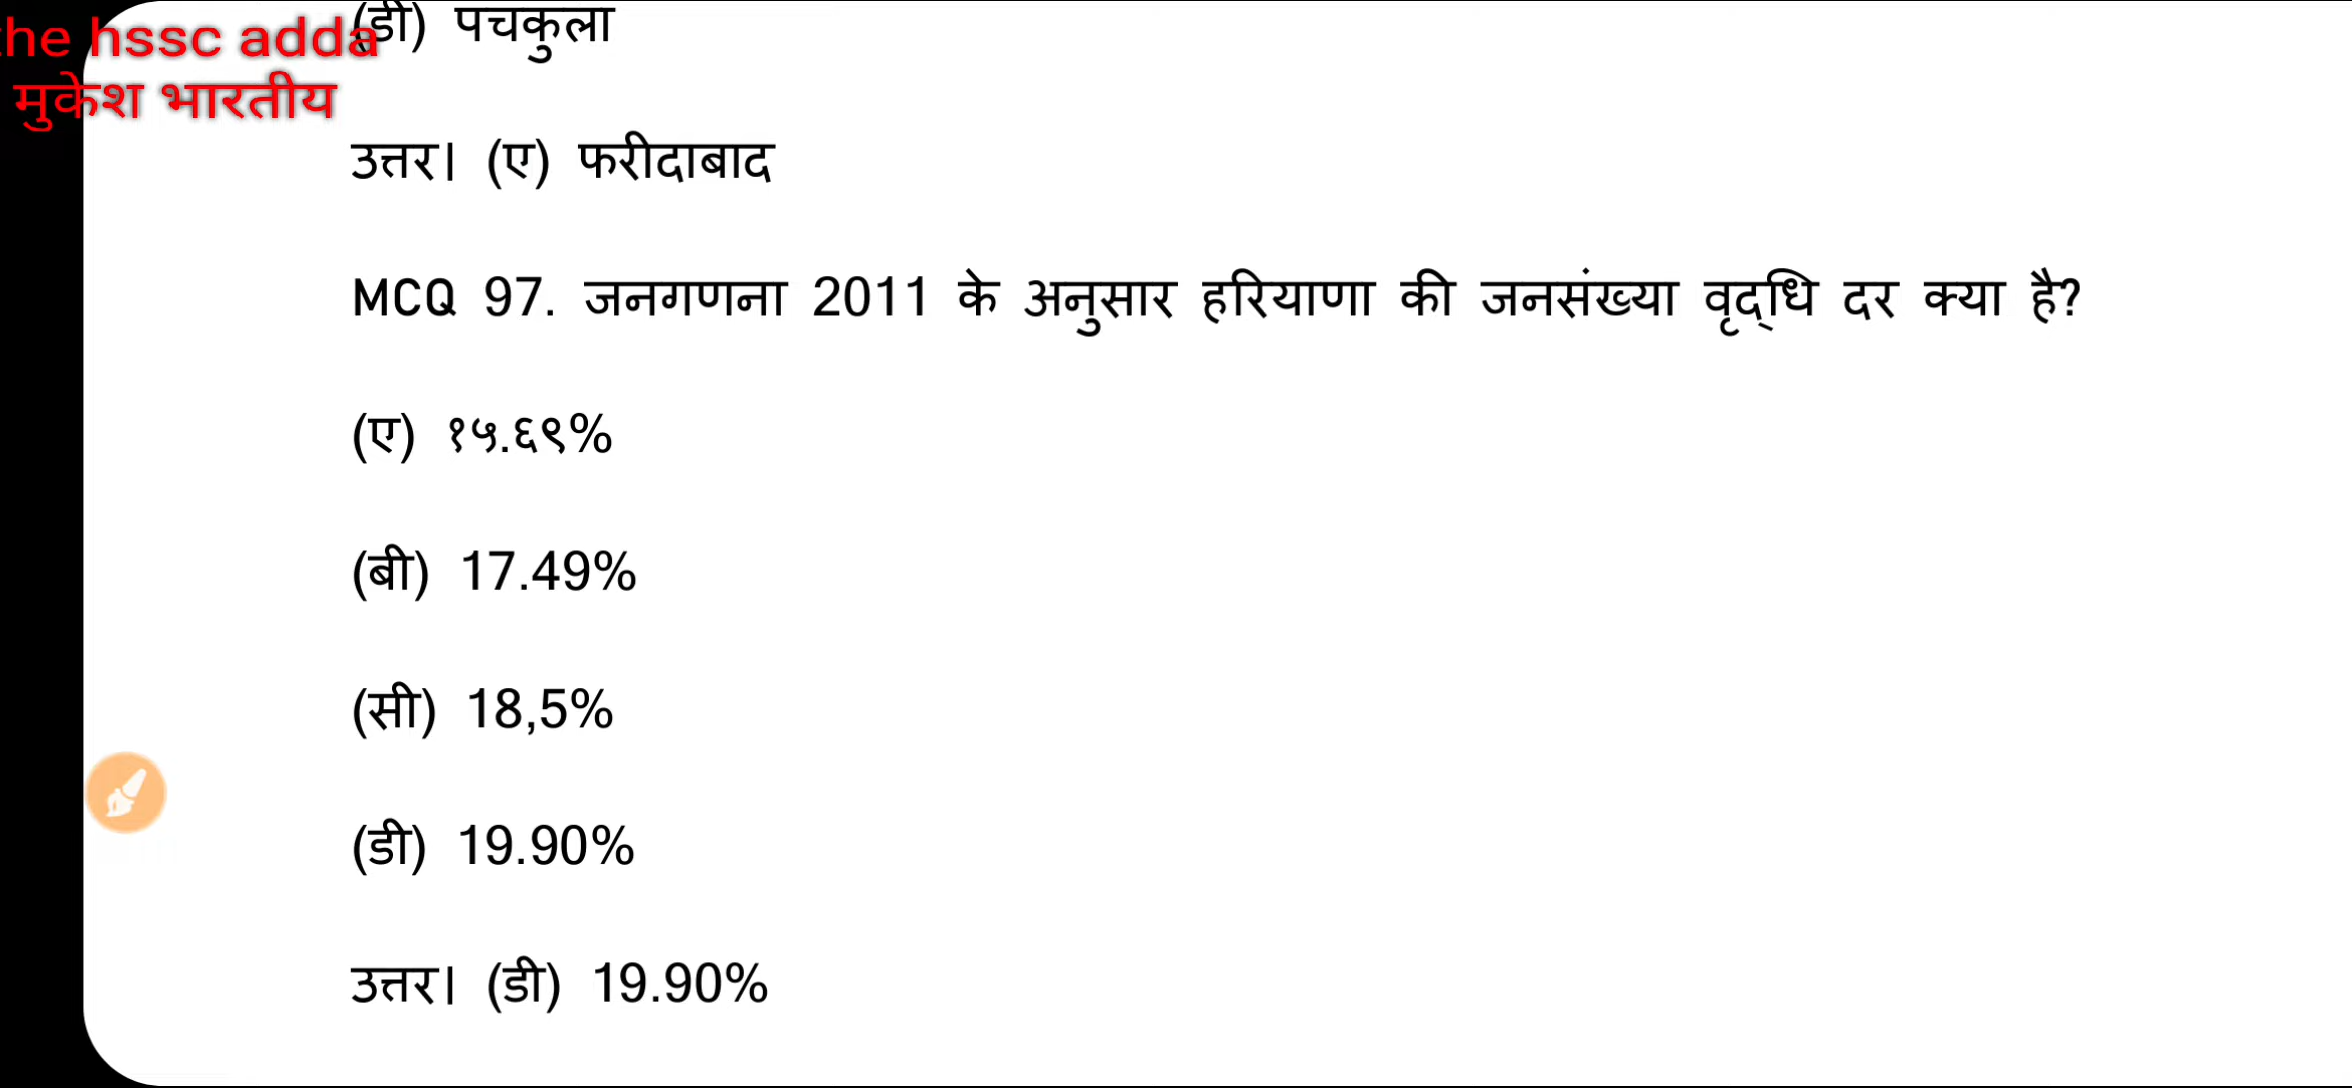 he hssc adda
मुकेश भारतीय
(डी) पचकुला
उत्तर। (ए) फरीदाबाद
MCQ 97. जनगणना 2011 के अनुसार हरियाणा की जनसंख्या वृद्धि दर क्या है?
(ए) १५.६९%
(बी) 17.49%
(सी) 18,5%
(डी) 19.90%
उत्तर। (डी) 19.90%